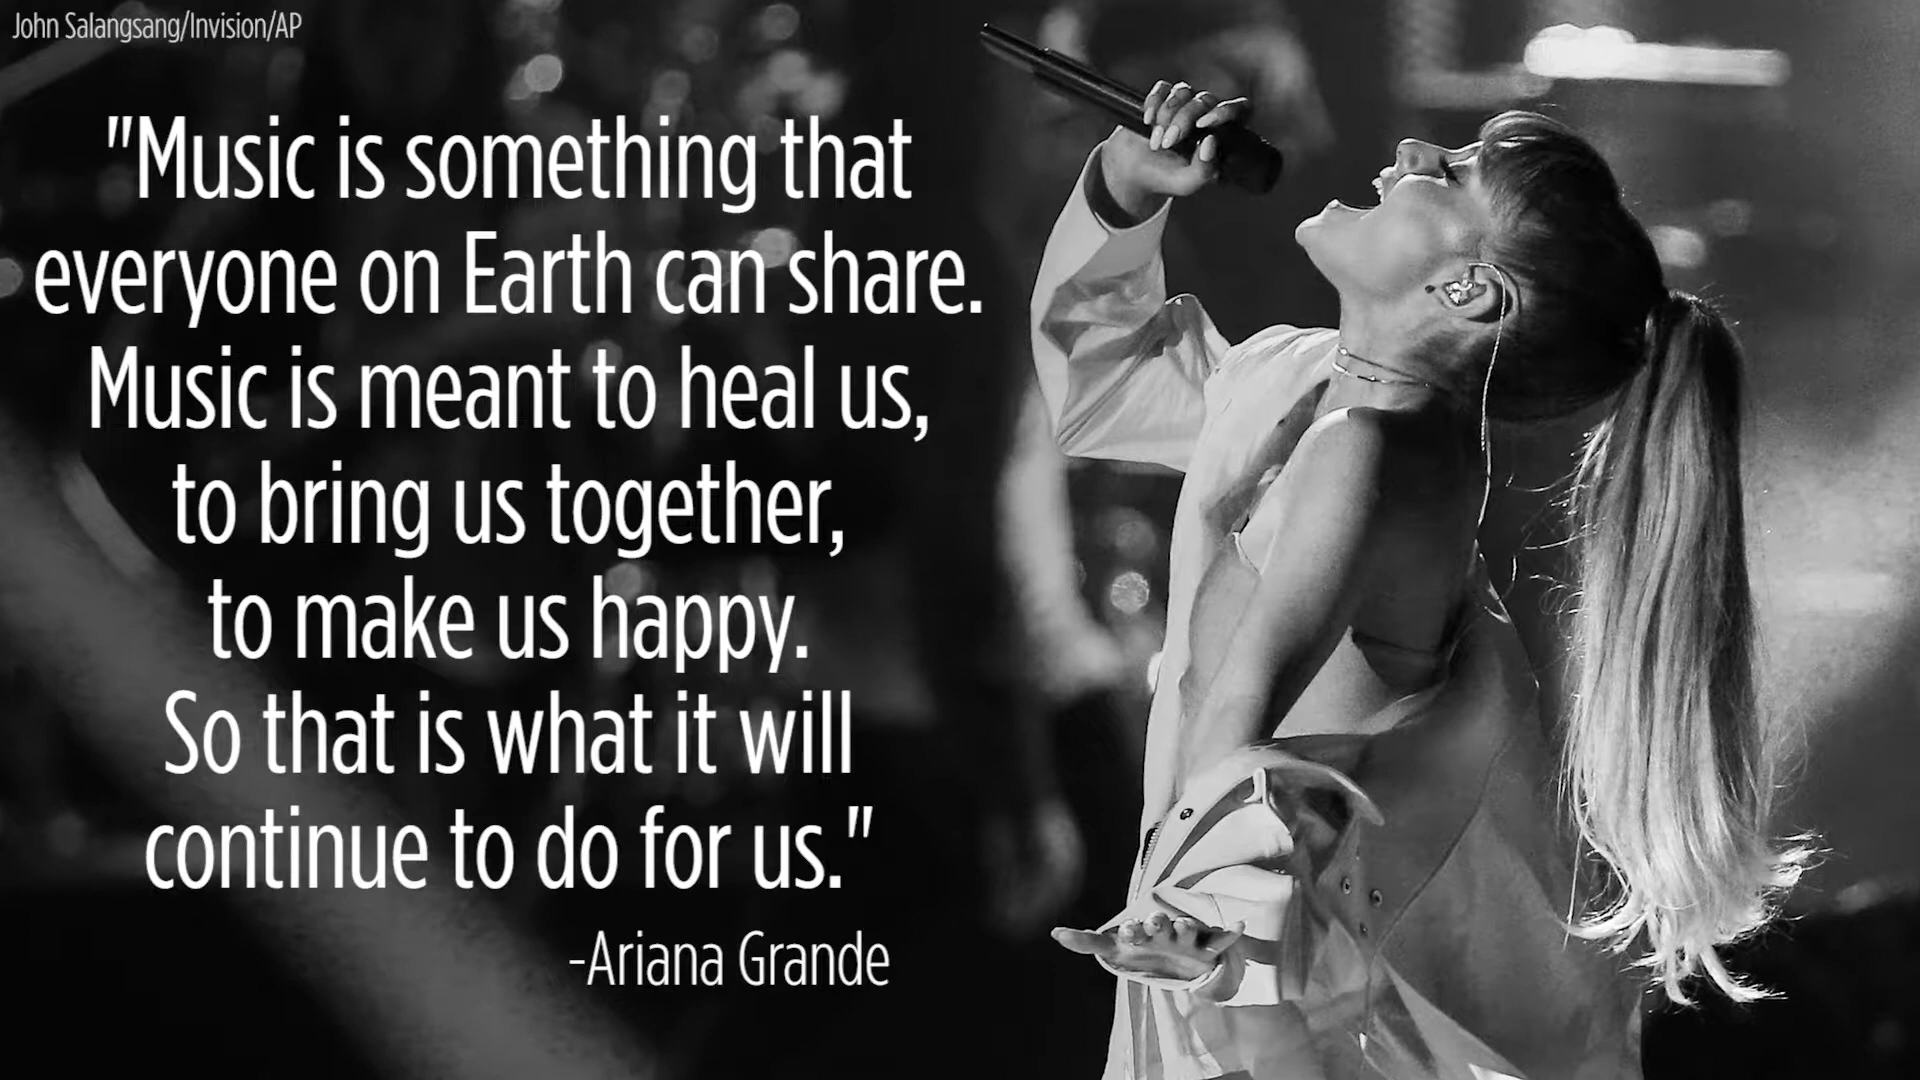 John Salangsang/Invision/AP
"Music is something that
everyone on Earth can share.
Music is meant to heal us,
to bring us together,
to make us happy.
So that is what it will
continue to do for us."
-Ariana Grande